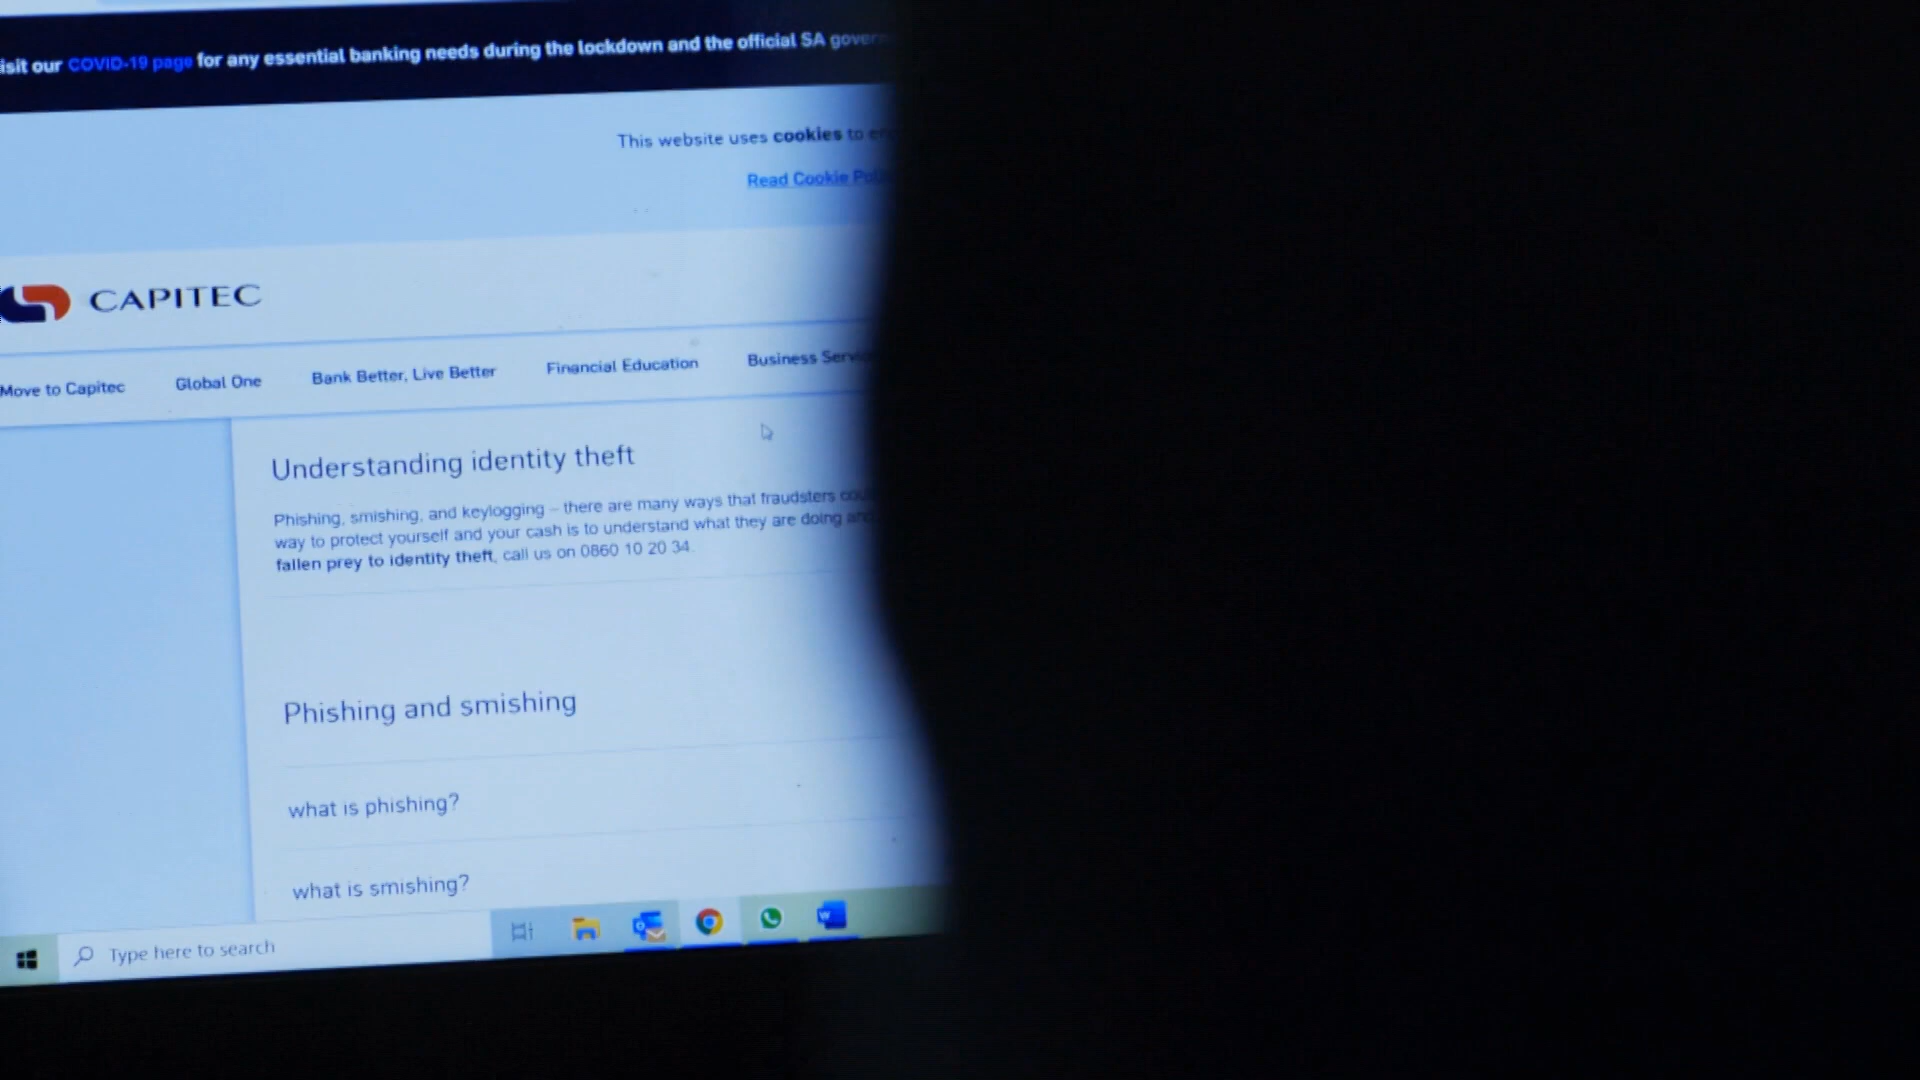 isit our COVID-19 page for any essential banking needs during the lockdown and the official SA gover
This website uses cookies to
Read Cookie
CAPITEC
Move to Capitec Global One Bank Better, Live Better Financial Education Business
Understanding identity theft
Phishing, smishing, and keylogging – there are many ways that fraudsters
way to protect yourself and your cash is to understand what they are doing
fallen prey to identity theft, call us on 0860 10 20 34.
Phishing and smishing
what is phishing?
what is smishing?
Type here to search